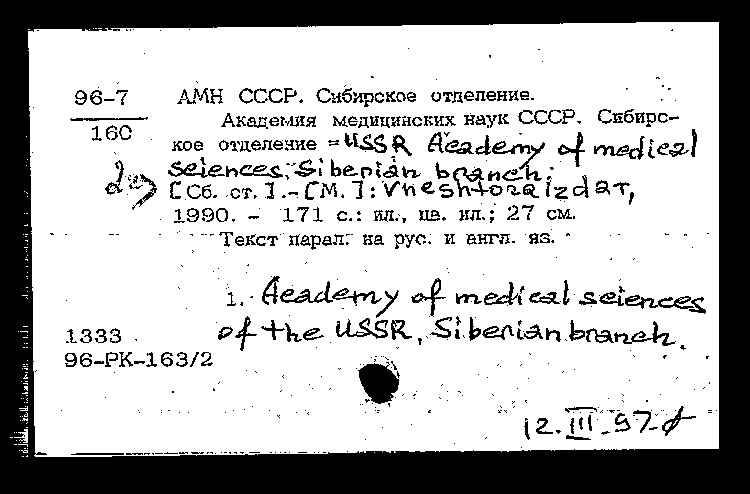 96-7 АМН СССР. Сибирское отделение.
160 Академия медицинских наук СССР. Сибирс-
кое отделение = USSR Academy of medical
sciences, Siberian branch:
[Сб. ст.]. - [М.]: Vneshtorgizdat,
1990. - 171 с.: ил., цв. ил.; 27 см.
Текст парал. на рус. и англ. яз.
1. Academy of medical sciences
1333 of the USSR, Siberian branch.
96-РК-163/2
12.III.97